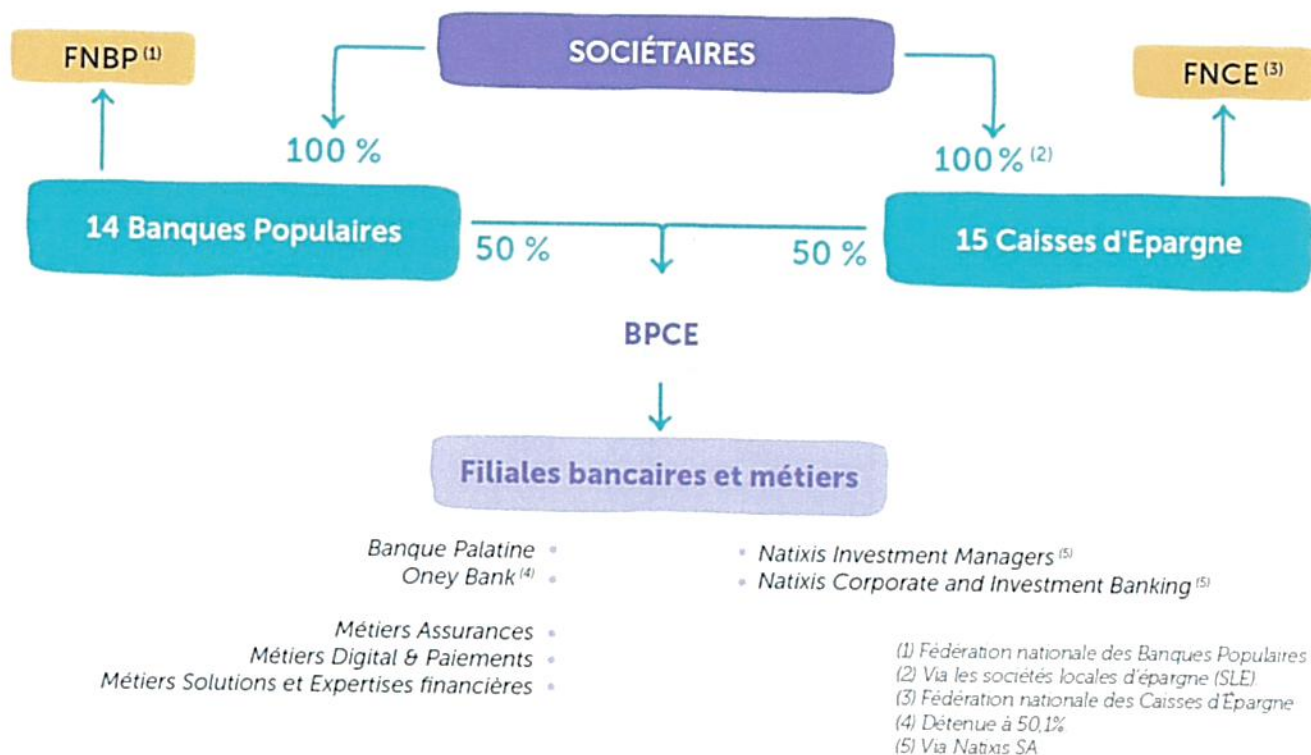 SOCIÉTAIRES
FNBP (1)
FNCE (3)
100 %
100% (2)
14 Banques Populaires
50 %
50 %
15 Caisses d'Epargne
BPCE
Filiales bancaires et métiers
Banque Palatine
Oney Bank (4)
Métiers Assurances
Métiers Digital & Paiements
Métiers Solutions et Expertises financières
Natixis Investment Managers (5)
Natixis Corporate and Investment Banking (5)
(1) Fédération nationale des Banques Populaires
(2) Via les sociétés locales d'épargne (SLE)
(3) Fédération nationale des Caisses d'Épargne
(4) Détenue à 50,1%
(5) Via Natixis SA